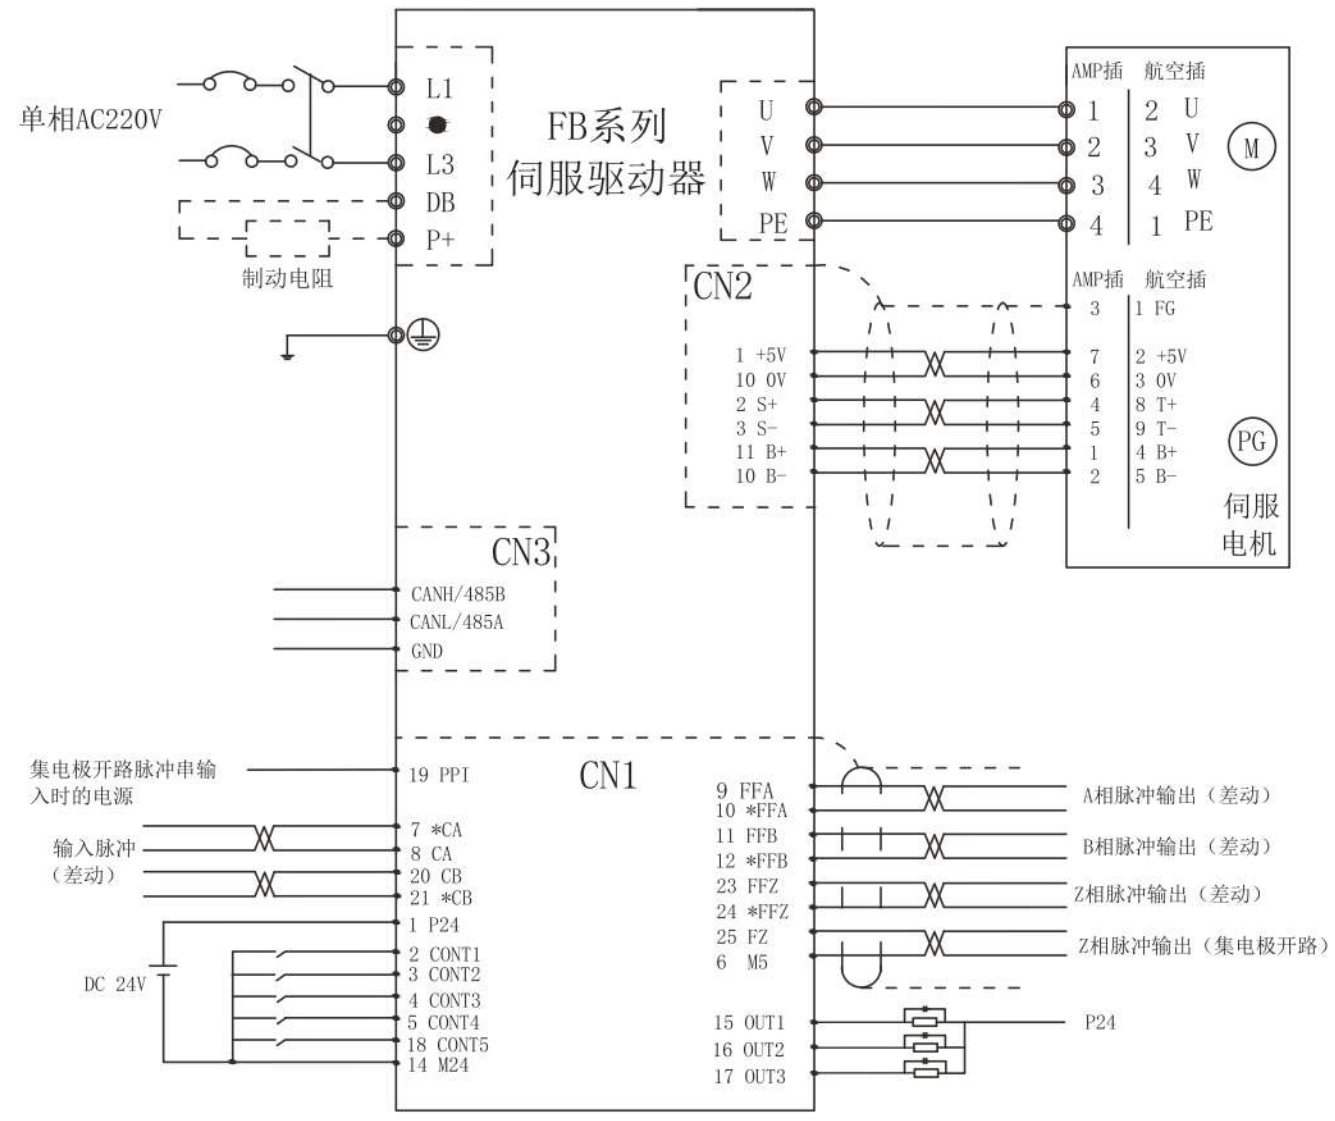 单相AC220V
L1
L3
DB
P+
制动电阻
FB系列
伺服驱动器
U
V
W
PE
AMP插 航空插
1 2 U
2 3 V
3 4 W
4 1 PE
M
CN2
1 +5V
10 0V
2 S+
3 S-
11 B+
10 B-
AMP插 航空插
3 1 FG
7 2 +5V
6 3 0V
4 8 T+
5 9 T-
1 4 B+
2 5 B-
PG
伺服
电机
CN3
CANH/485B
CANL/485A
GND
CN1
集电极开路脉冲串输
入时的电源
19 PPI
输入脉冲
（差动）
7 *CA
8 CA
20 CB
21 *CB
1 P24
DC 24V
2 CONT1
3 CONT2
4 CONT3
5 CONT4
18 CONT5
14 M24
9 FFA
10 *FFA
A相脉冲输出（差动）
11 FFB
12 *FFB
B相脉冲输出（差动）
23 FFZ
24 *FFZ
Z相脉冲输出（差动）
25 FZ
6 M5
Z相脉冲输出（集电极开路）
15 OUT1
16 OUT2
17 OUT3
P24